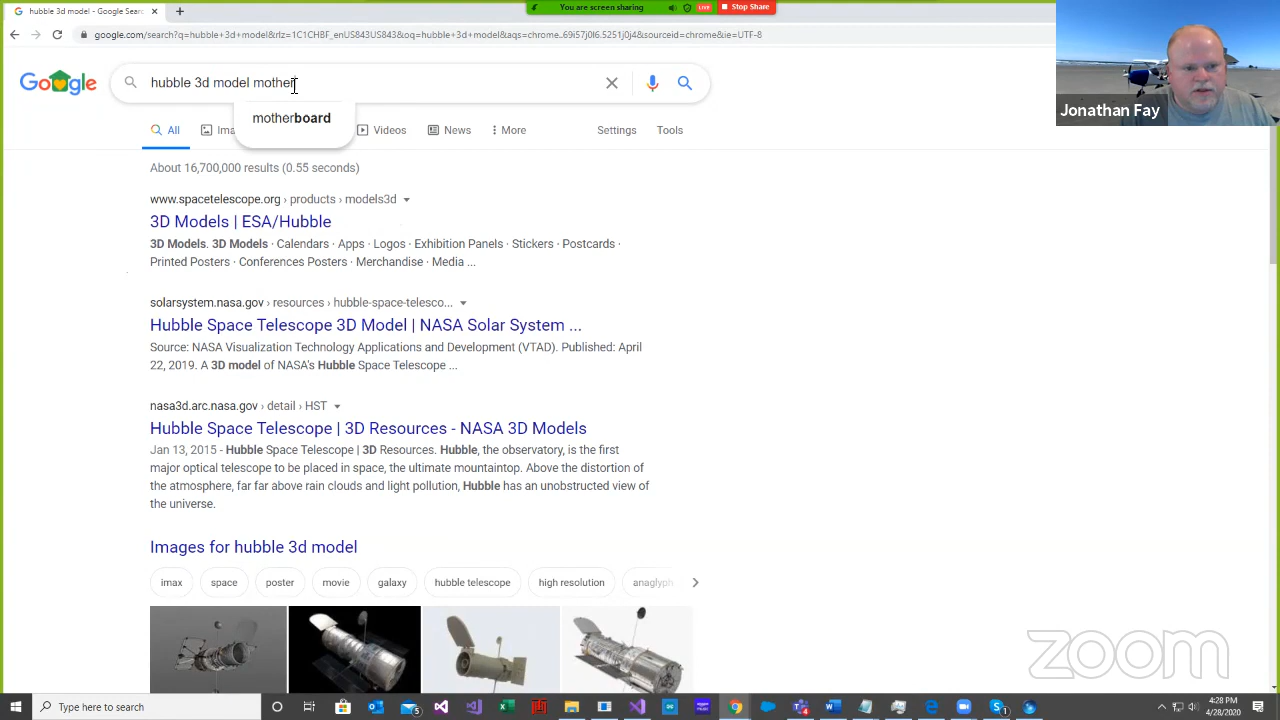 hubble 3d model - Google Sear
You are screen sharing
LIVE
Stop Share
google.com/search?q=hubble+3d+model&rlz=1C1CHBF_enUS843US843&oq=hubble+3d+model&aqs=chrome..69i57j0l6.5251j0j4&sourceid=chrome&ie=UTF-8
hubble 3d model mother
motherboard
Jonathan Fay
All
Ima
Videos
News
More
Settings
Tools
About 16,700,000 results (0.55 seconds)
www.spacetelescope.org › products › models3d
3D Models | ESA/Hubble
3D Models. 3D Models · Calendars · Apps · Logos · Exhibition Panels · Stickers · Postcards ·
Printed Posters · Conferences Posters · Merchandise · Media ...
solarsystem.nasa.gov › resources › hubble-space-telesco...
Hubble Space Telescope 3D Model | NASA Solar System ...
Source: NASA Visualization Technology Applications and Development (VTAD). Published: April
22, 2019. A 3D model of NASA's Hubble Space Telescope ...
nasa3d.arc.nasa.gov › detail › HST
Hubble Space Telescope | 3D Resources - NASA 3D Models
Jan 13, 2015 - Hubble Space Telescope | 3D Resources. Hubble, the observatory, is the first
major optical telescope to be placed in space, the ultimate mountaintop. Above the distortion of
the atmosphere, far far above rain clouds and light pollution, Hubble has an unobstructed view of
the universe.
Images for hubble 3d model
imax
space
poster
movie
galaxy
hubble telescope
high resolution
anaglyph
zoom
Type here to search
4:28 PM
4/28/2020